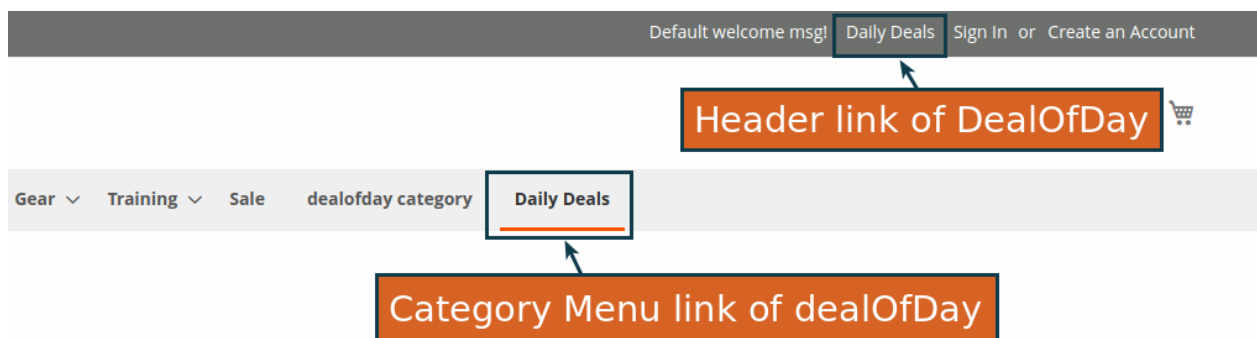 Default welcome msg! Daily Deals Sign In or Create an Account
Header link of DealOfDay
Gear Training Sale dealofday category Daily Deals
Category Menu link of dealOfDay